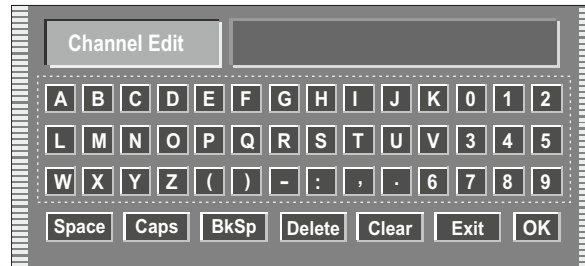 Channel Edit
A B C D E F G H I J K 0 1 2
L M N O P Q R S T U V 3 4 5
W X Y Z ( ) - : , . 6 7 8 9
Space Caps BkSp Delete Clear Exit OK